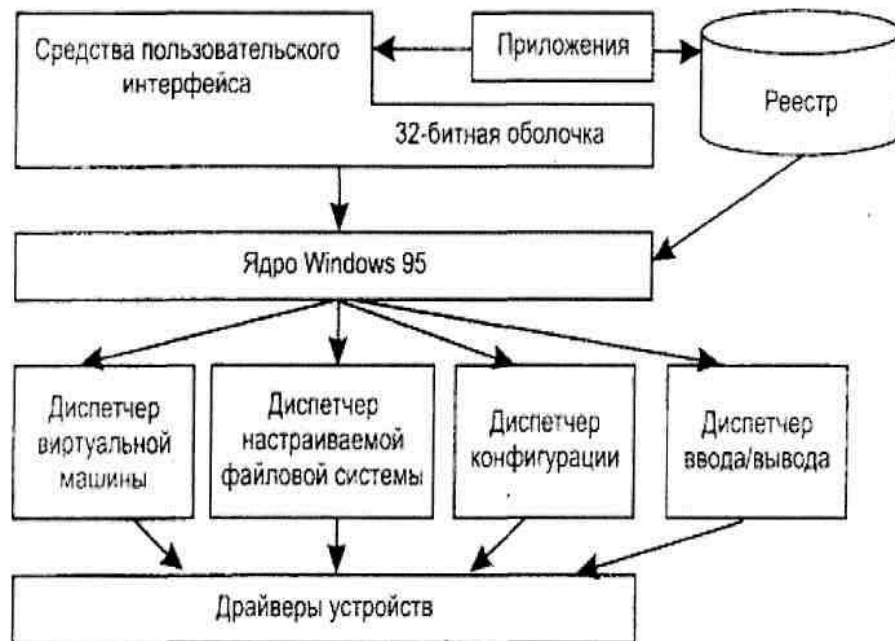 Средства пользовательского
интерфейса
Приложения
Реестр
32-битная оболочка
Ядро Windows 95
Диспетчер
виртуальной
машины
Диспетчер
настраиваемой
файловой системы
Диспетчер
конфигурации
Диспетчер
ввода/вывода
Драйверы устройств